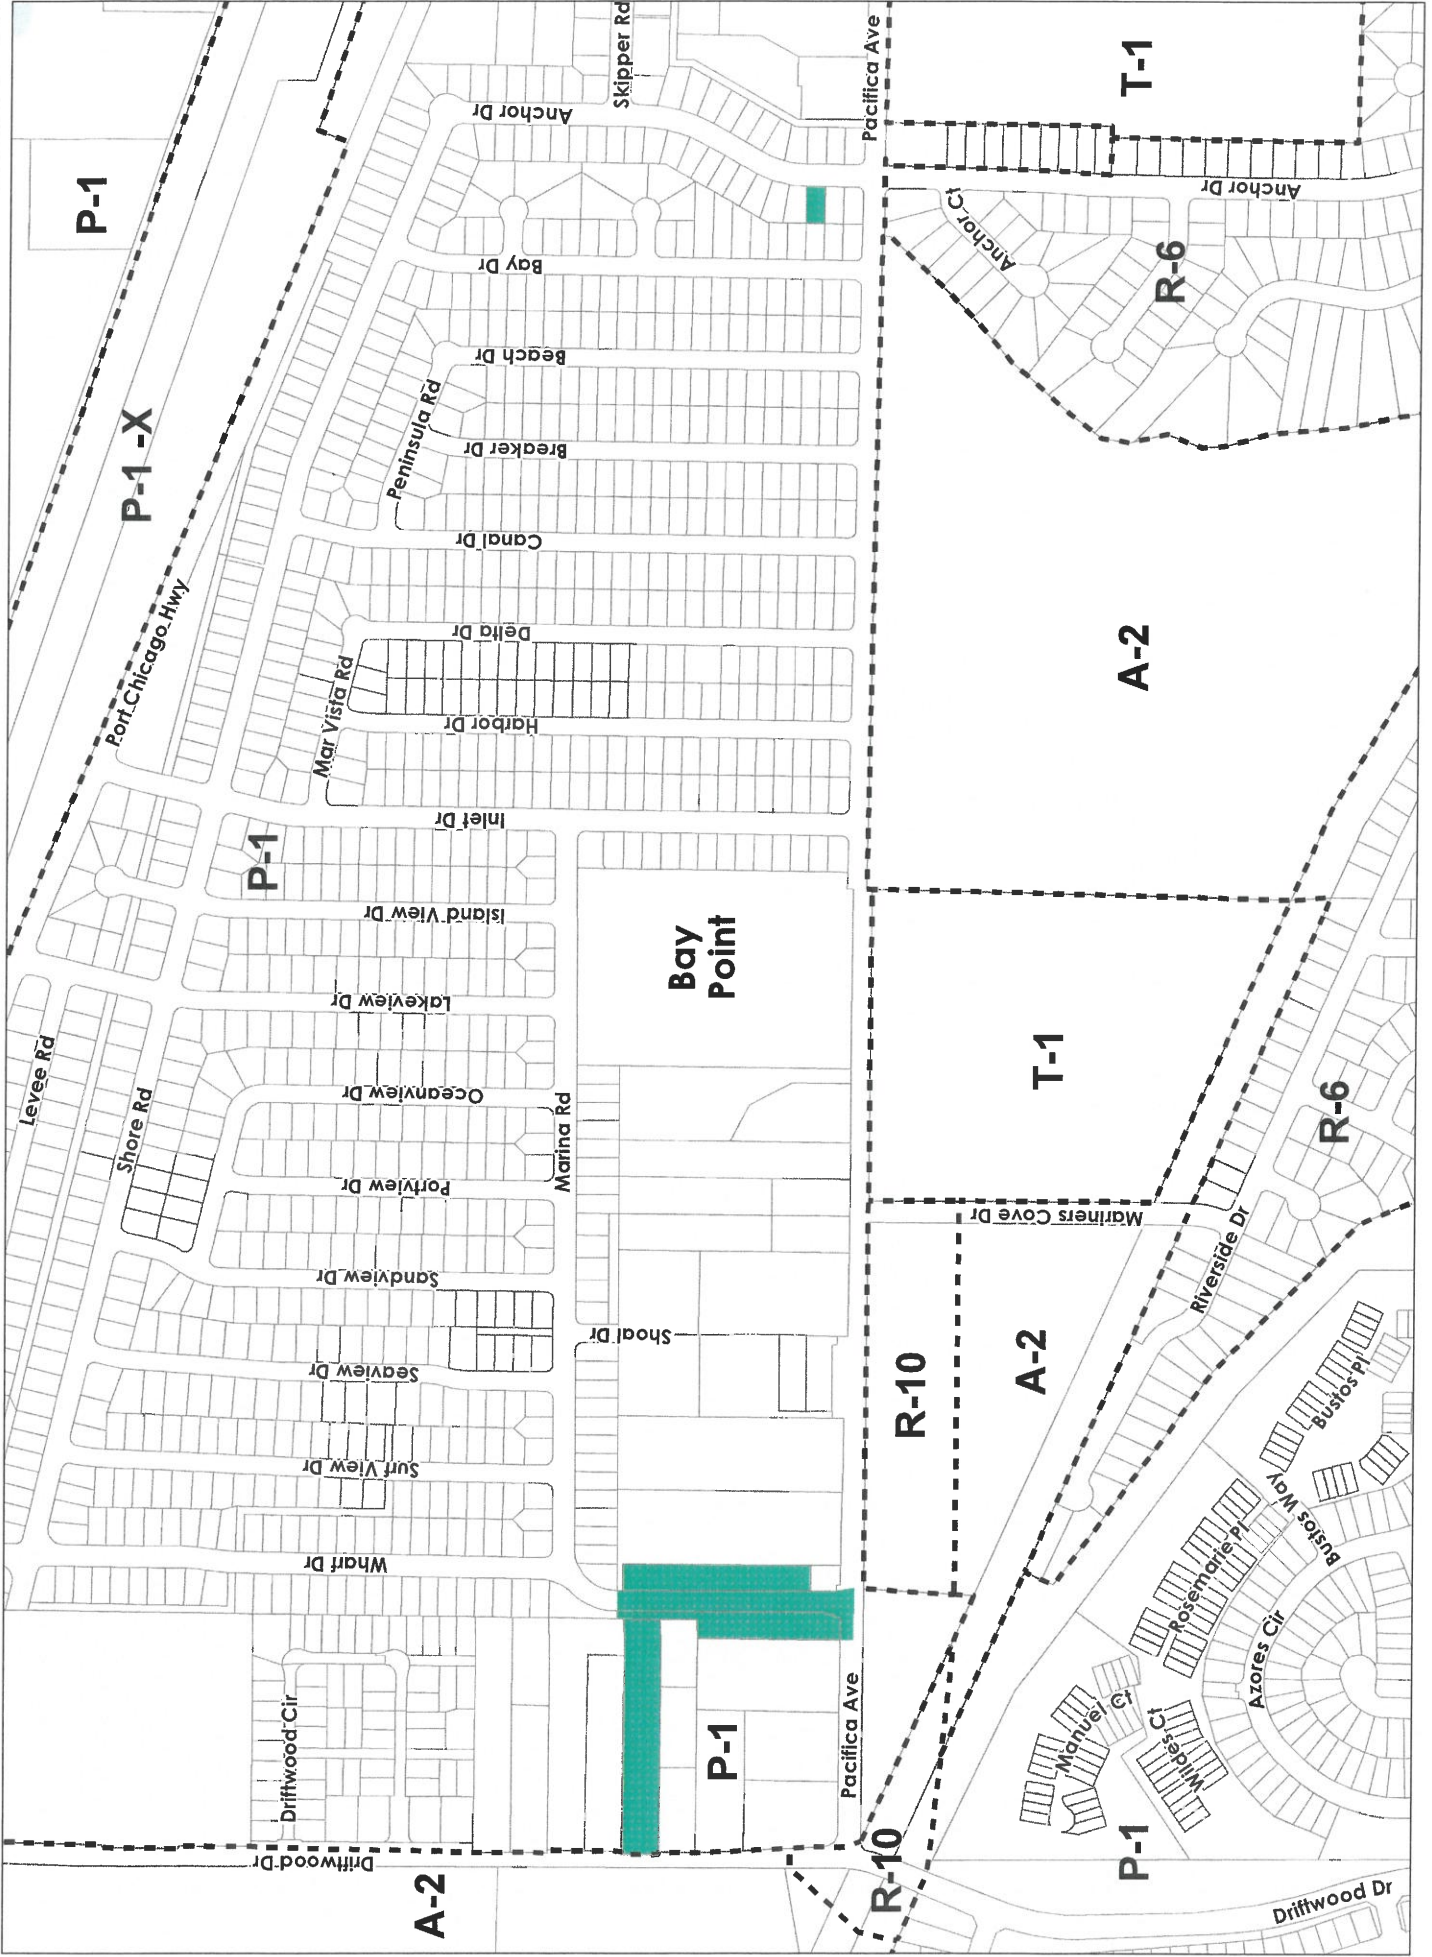 P-1
P-1 -X
Port Chicago Hwy
Skipper Rd
Pacifica Ave
T-1
Anchor Dr
Anchor Dr
Anchor Ct
R-6
Bay Dr
Beach Dr
Peninsula Rd
Breaker Dr
Canal Dr
Delta Dr
Mar Vista Rd
Harbor Dr
A-2
Inlet Dr
P-1
Island View Dr
Bay
Point
Lakeview Dr
Levee Rd
Shore Rd
Oceanview Dr
Marina Rd
T-1
R-6
Portview Dr
Mariners Cove Dr
Riverside Dr
Sandview Dr
Shoal Dr
Seaview Dr
R-10
A-2
Bustos Pl
Surf View Dr
Wharf Dr
Bustos Way
Rosemarie Pl
Azores Cir
Driftwood Cir
P-1
Pacifica Ave
Manuel Ct
Wildes Ct
Driftwood Dr
A-2
R-10
P-1
Driftwood Dr